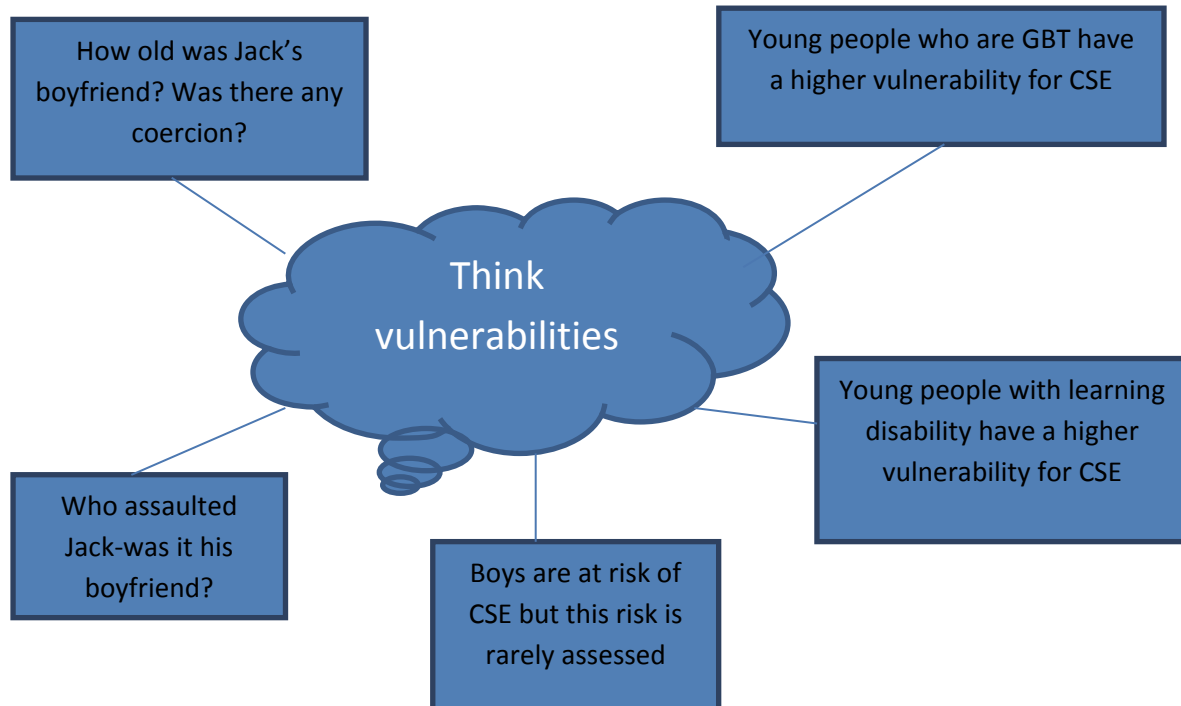 How old was Jack’s
boyfriend? Was there any
coercion?
Young people who are GBT have
a higher vulnerability for CSE
Think
vulnerabilities
Young people with learning
disability have a higher
vulnerability for CSE
Who assaulted
Jack-was it his
boyfriend?
Boys are at risk of
CSE but this risk is
rarely assessed